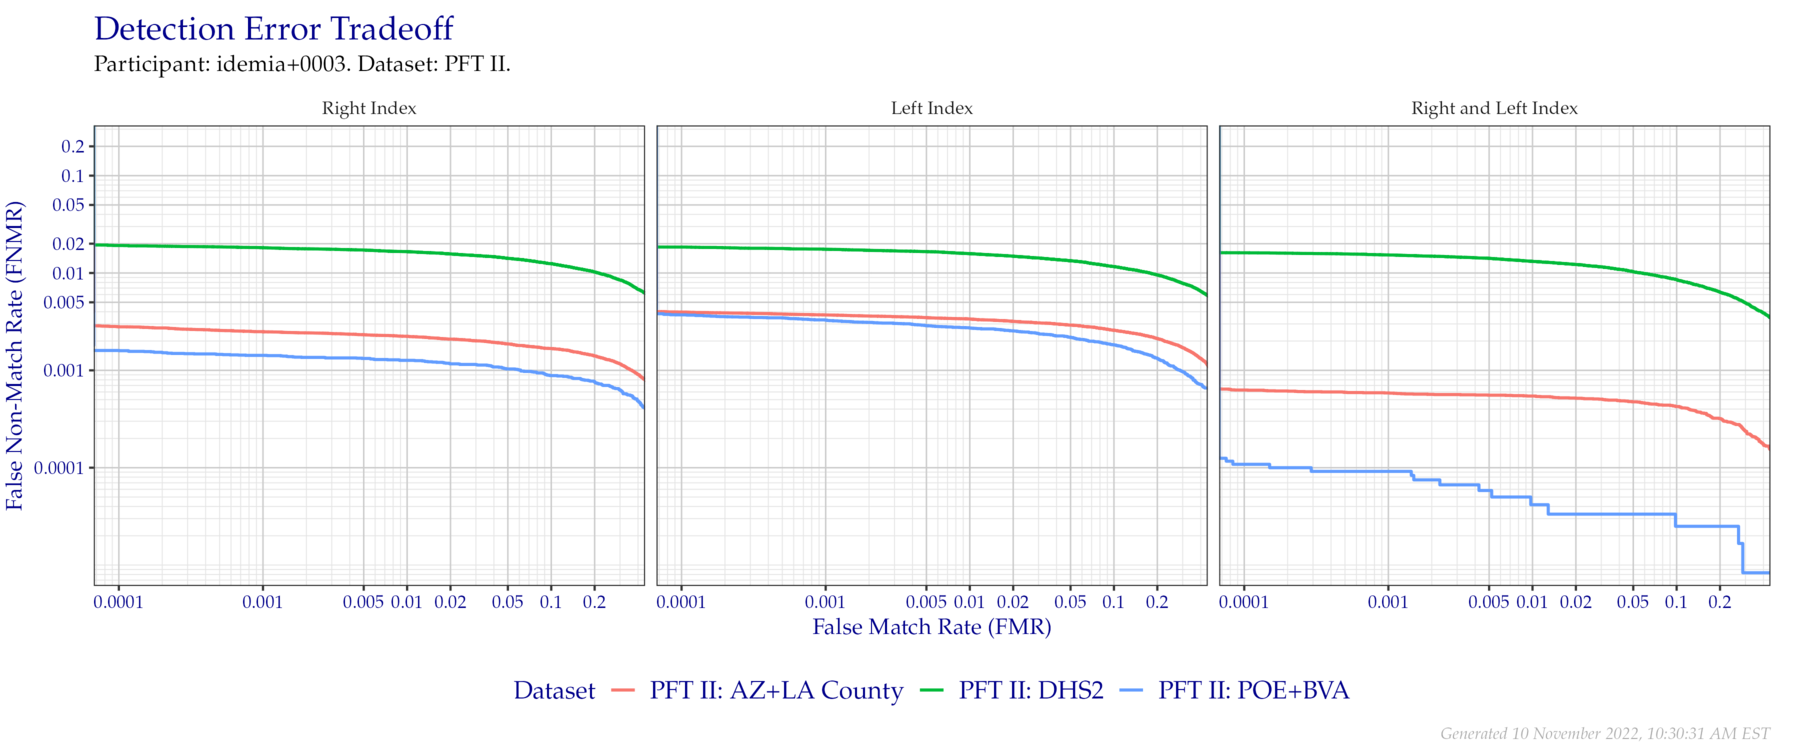 Detection Error Tradeoff
Participant: idemia+0003. Dataset: PFT II.
Right Index
Left Index
Right and Left Index
False Non-Match Rate (FNMR)
0.2
0.1
0.05
0.02
0.01
0.005
0.001
0.0001
0.0001 0.001 0.005 0.01 0.02 0.05 0.1 0.2
0.0001 0.001 0.005 0.01 0.02 0.05 0.1 0.2
0.0001 0.001 0.005 0.01 0.02 0.05 0.1 0.2
False Match Rate (FMR)
Dataset PFT II: AZ+LA County PFT II: DHS2 PFT II: POE+BVA
Generated 10 November 2022, 10:30:31 AM EST